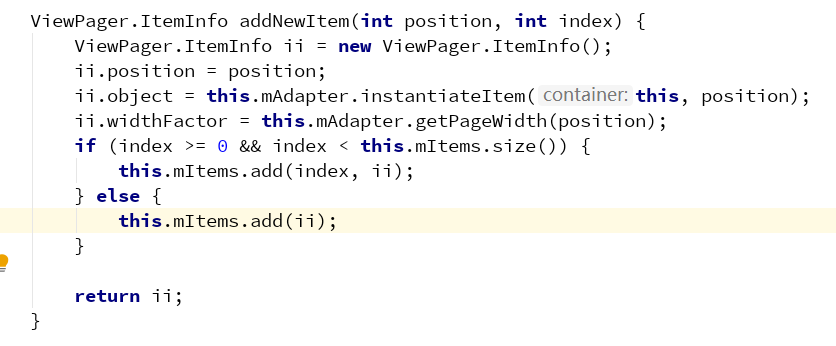 ViewPager.ItemInfo addNewItem(int position, int index) {
    ViewPager.ItemInfo ii = new ViewPager.ItemInfo();
    ii.position = position;
    ii.object = this.mAdapter.instantiateItem( container: this, position);
    ii.widthFactor = this.mAdapter.getPageWidth(position);
    if (index >= 0 && index < this.mItems.size()) {
        this.mItems.add(index, ii);
    } else {
        this.mItems.add(ii);
    }

    return ii;
}